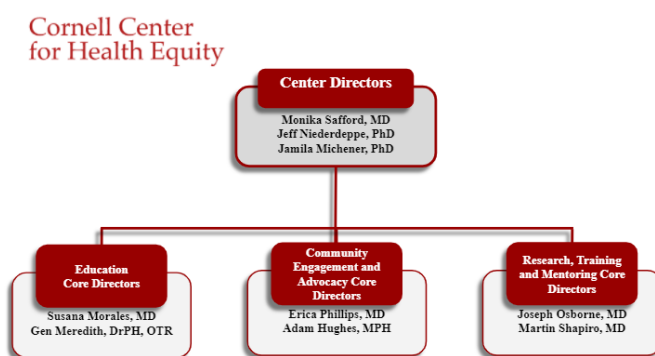 Cornell Center
for Health Equity
Center Directors
Monika Safford, MD
Jeff Niederdeppe, PhD
Jamila Michener, PhD
Education
Core Directors
Susana Morales, MD
Gen Meredith, DrPH, OTR
Community
Engagement and
Advocacy Core
Directors
Erica Phillips, MD
Adam Hughes, MPH
Research, Training
and Mentoring Core
Directors
Joseph Osborne, MD
Martin Shapiro, MD